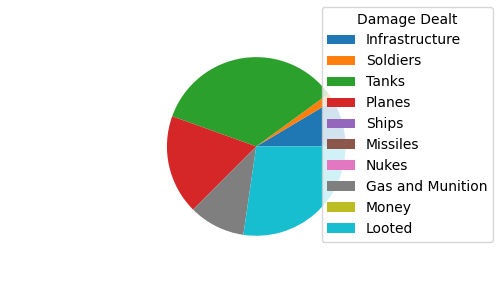 Damage Dealt
Infrastructure
Soldiers
Tanks
Planes
Ships
Missiles
Nukes
Gas and Munition
Money
Looted